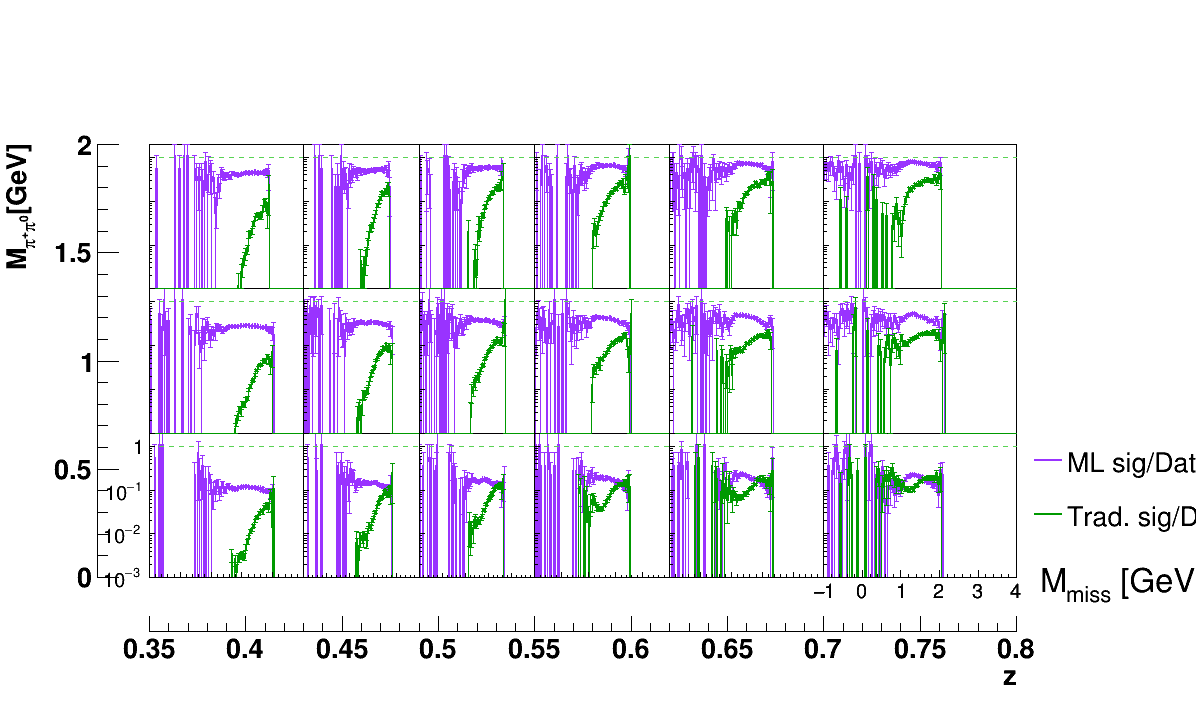 M π⁺π⁰ [GeV]
2
1.5
1
0.5
0
1
10⁻¹
10⁻²
10⁻³
ML sig/Dat
Trad. sig/D
−1 0 1 2 3 4
M miss [GeV
0.35 0.4 0.45 0.5 0.55 0.6 0.65 0.7 0.75 0.8
z